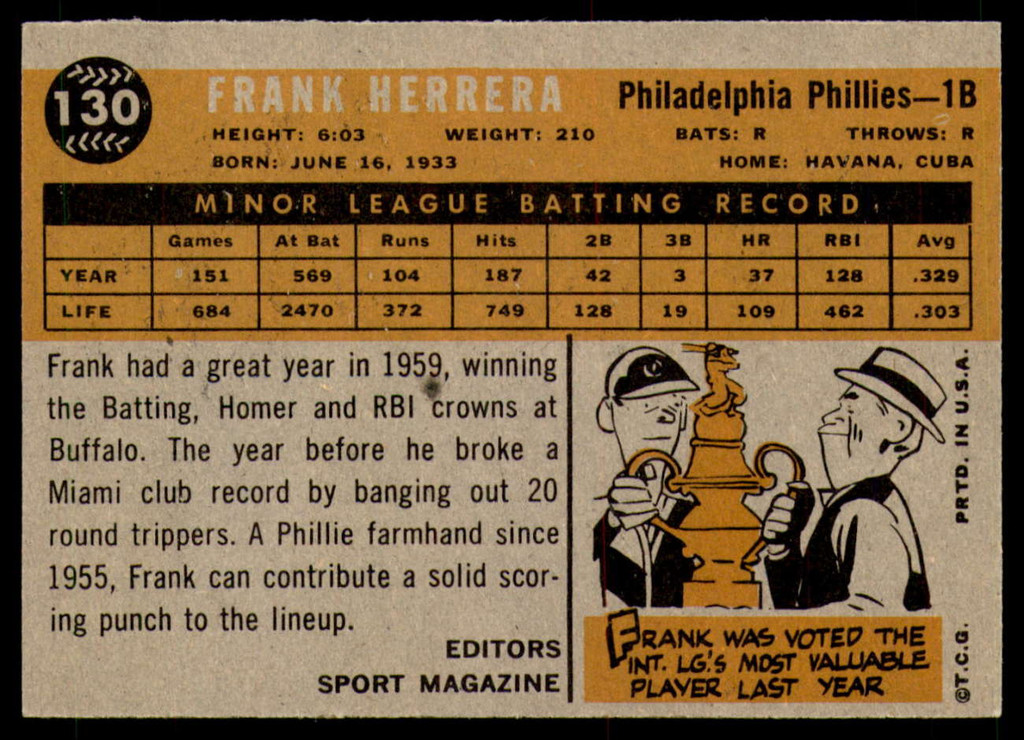 130
FRANK HERRERA
Philadelphia Phillies—1B
HEIGHT: 6:03 WEIGHT: 210 BATS: R THROWS: R
BORN: JUNE 16, 1933 HOME: HAVANA, CUBA
MINOR LEAGUE BATTING RECORD
Games At Bat Runs Hits 2B 3B HR RBI Avg
YEAR 151 569 104 187 42 3 37 128 .329
LIFE 684 2470 372 749 128 19 109 462 .303
Frank had a great year in 1959, winning
the Batting, Homer and RBI crowns at
Buffalo. The year before he broke a
Miami club record by banging out 20
round trippers. A Phillie farmhand since
1955, Frank can contribute a solid scor-
ing punch to the lineup.
EDITORS
SPORT MAGAZINE
FRANK WAS VOTED THE
INT. LG.'S MOST VALUABLE
PLAYER LAST YEAR
©T.C.G. PRTD. IN U.S.A.